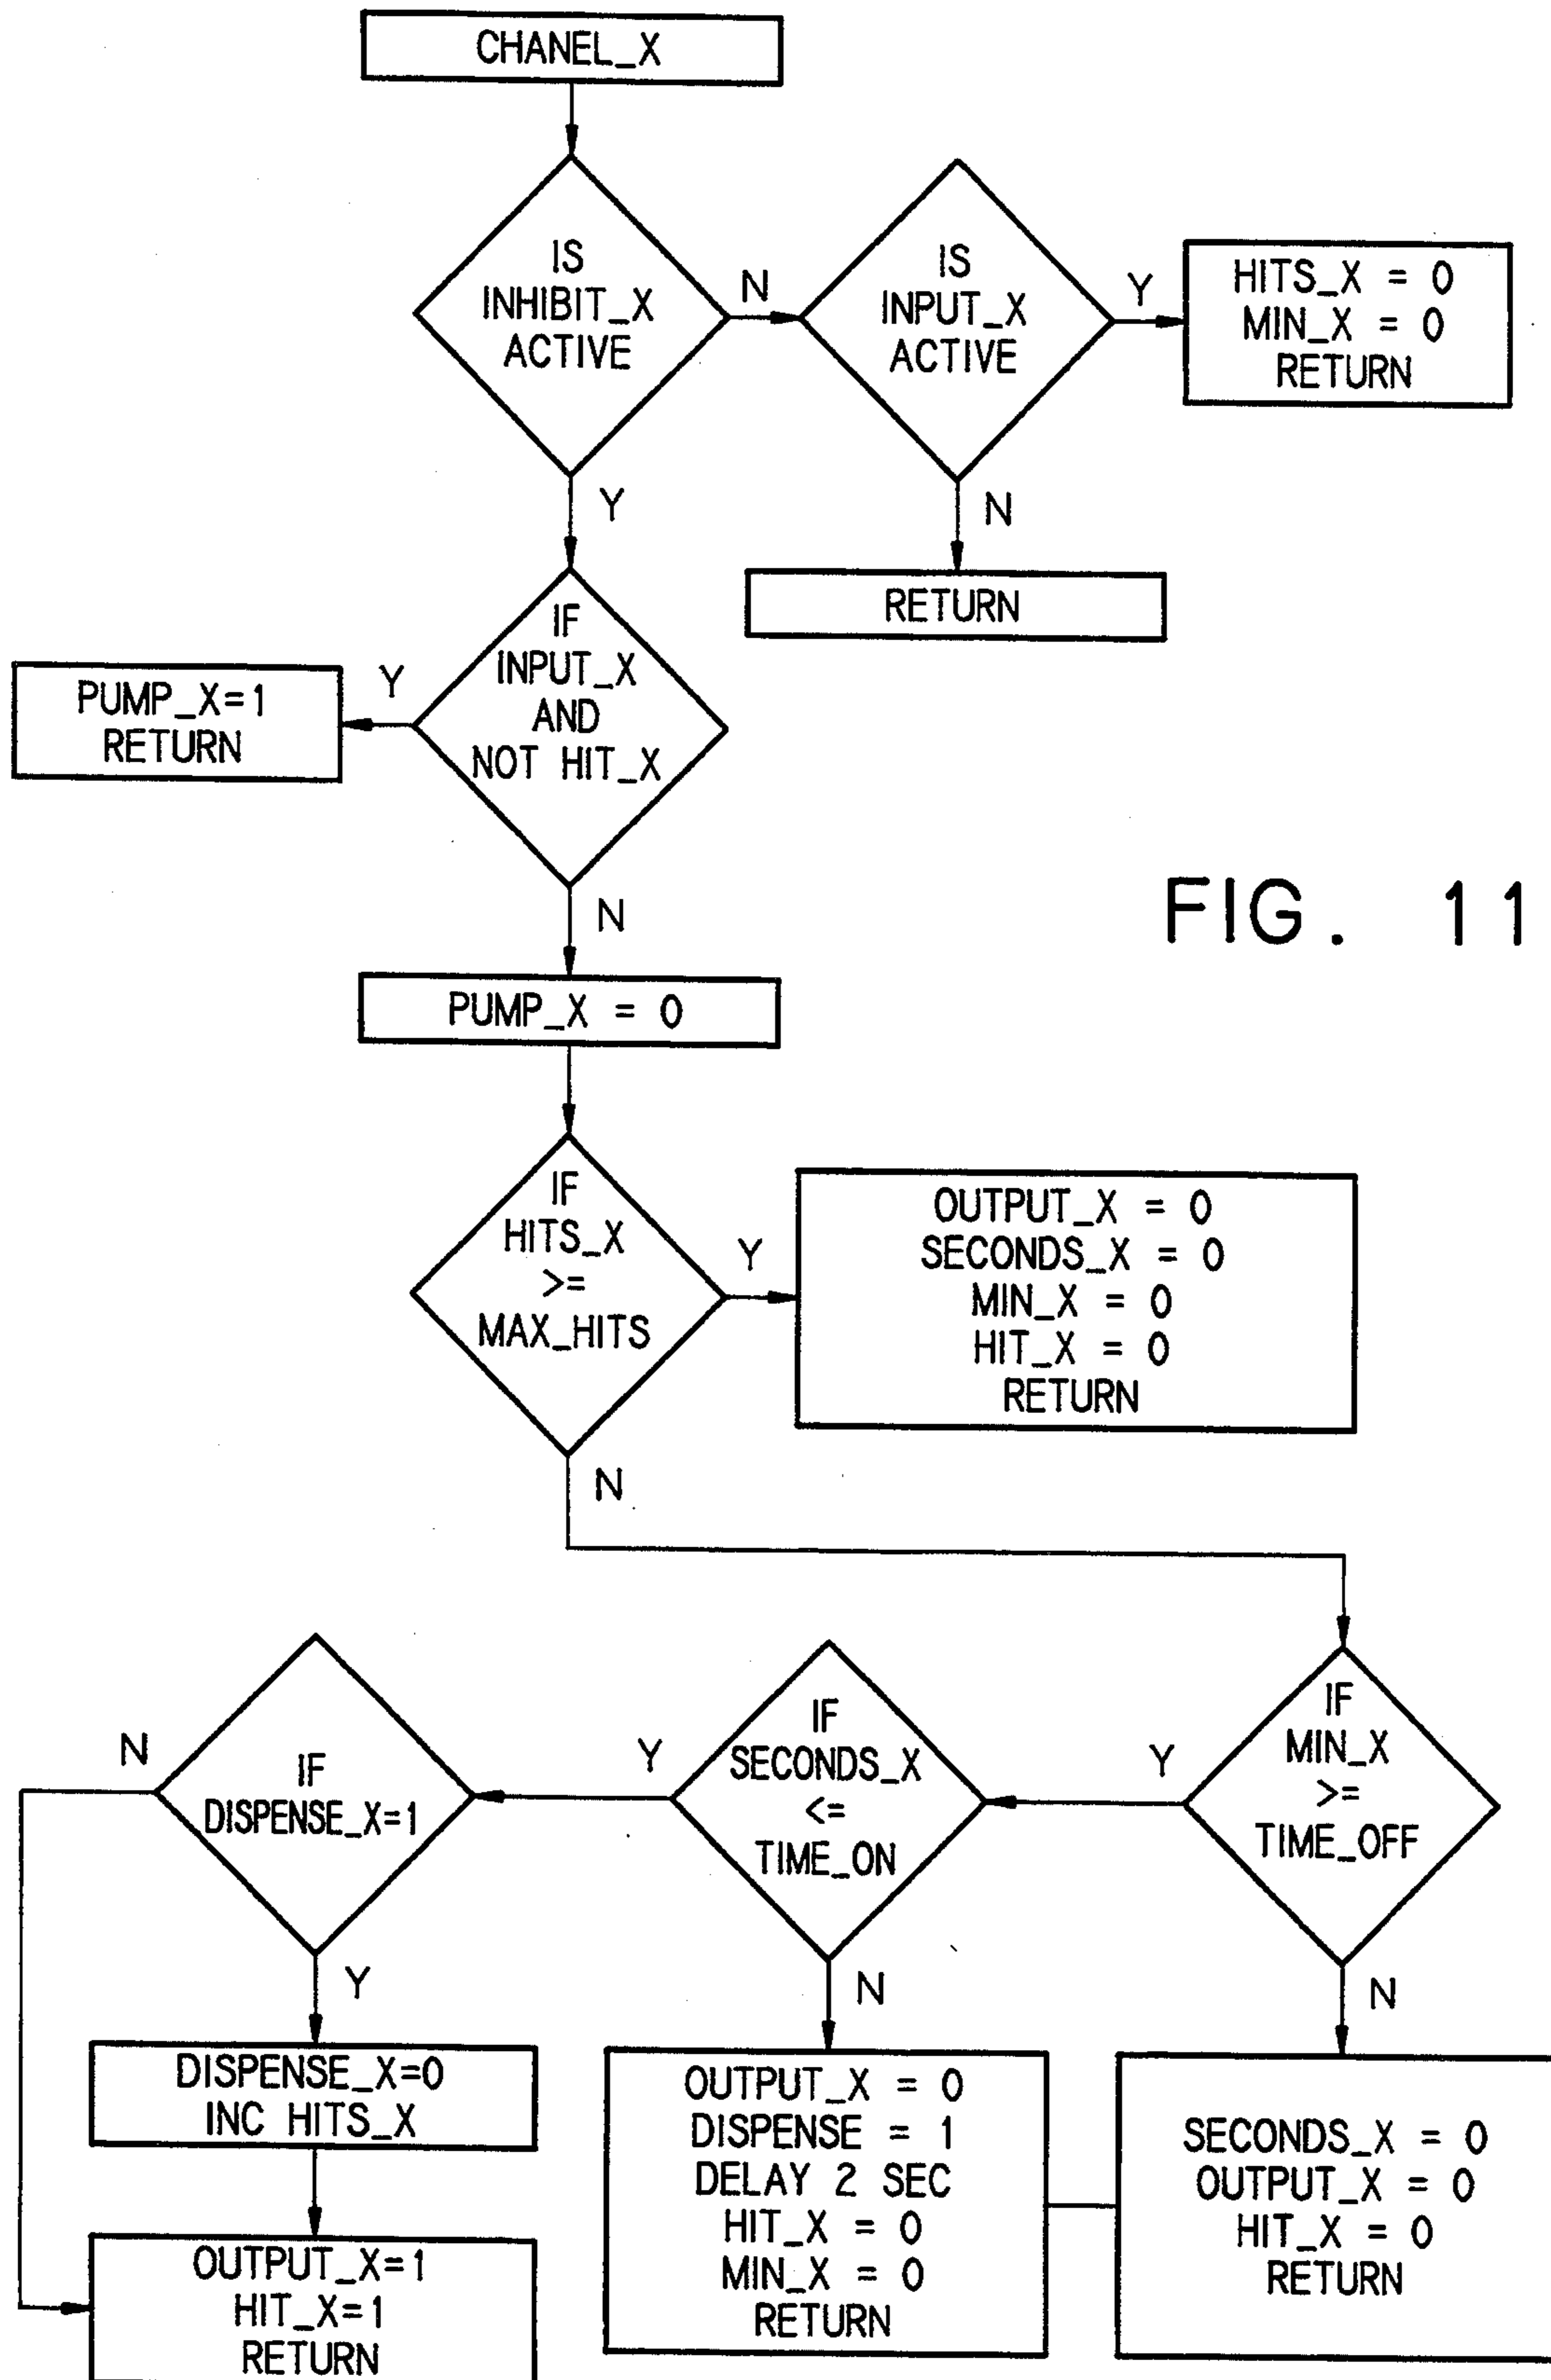 CHANEL_X
IS
INHIBIT_X
ACTIVE
N
IS
INPUT_X
ACTIVE
Y
HITS_X = 0
MIN_X = 0
RETURN
Y
N
RETURN
IF
INPUT_X
AND
NOT HIT_X
Y
PUMP_X=1
RETURN
N
FIG. 11
PUMP_X = 0
IF
HITS_X
>=
MAX_HITS
Y
OUTPUT_X = 0
SECONDS_X = 0
MIN_X = 0
HIT_X = 0
RETURN
N
IF
MIN_X
>=
TIME_OFF
Y
IF
SECONDS_X
<=
TIME_ON
Y
IF
DISPENSE_X=1
N
Y
DISPENSE_X=0
INC HITS_X
OUTPUT_X=1
HIT_X=1
RETURN
N
OUTPUT_X = 0
DISPENSE = 1
DELAY 2 SEC
HIT_X = 0
MIN_X = 0
RETURN
N
SECONDS_X = 0
OUTPUT_X = 0
HIT_X = 0
RETURN